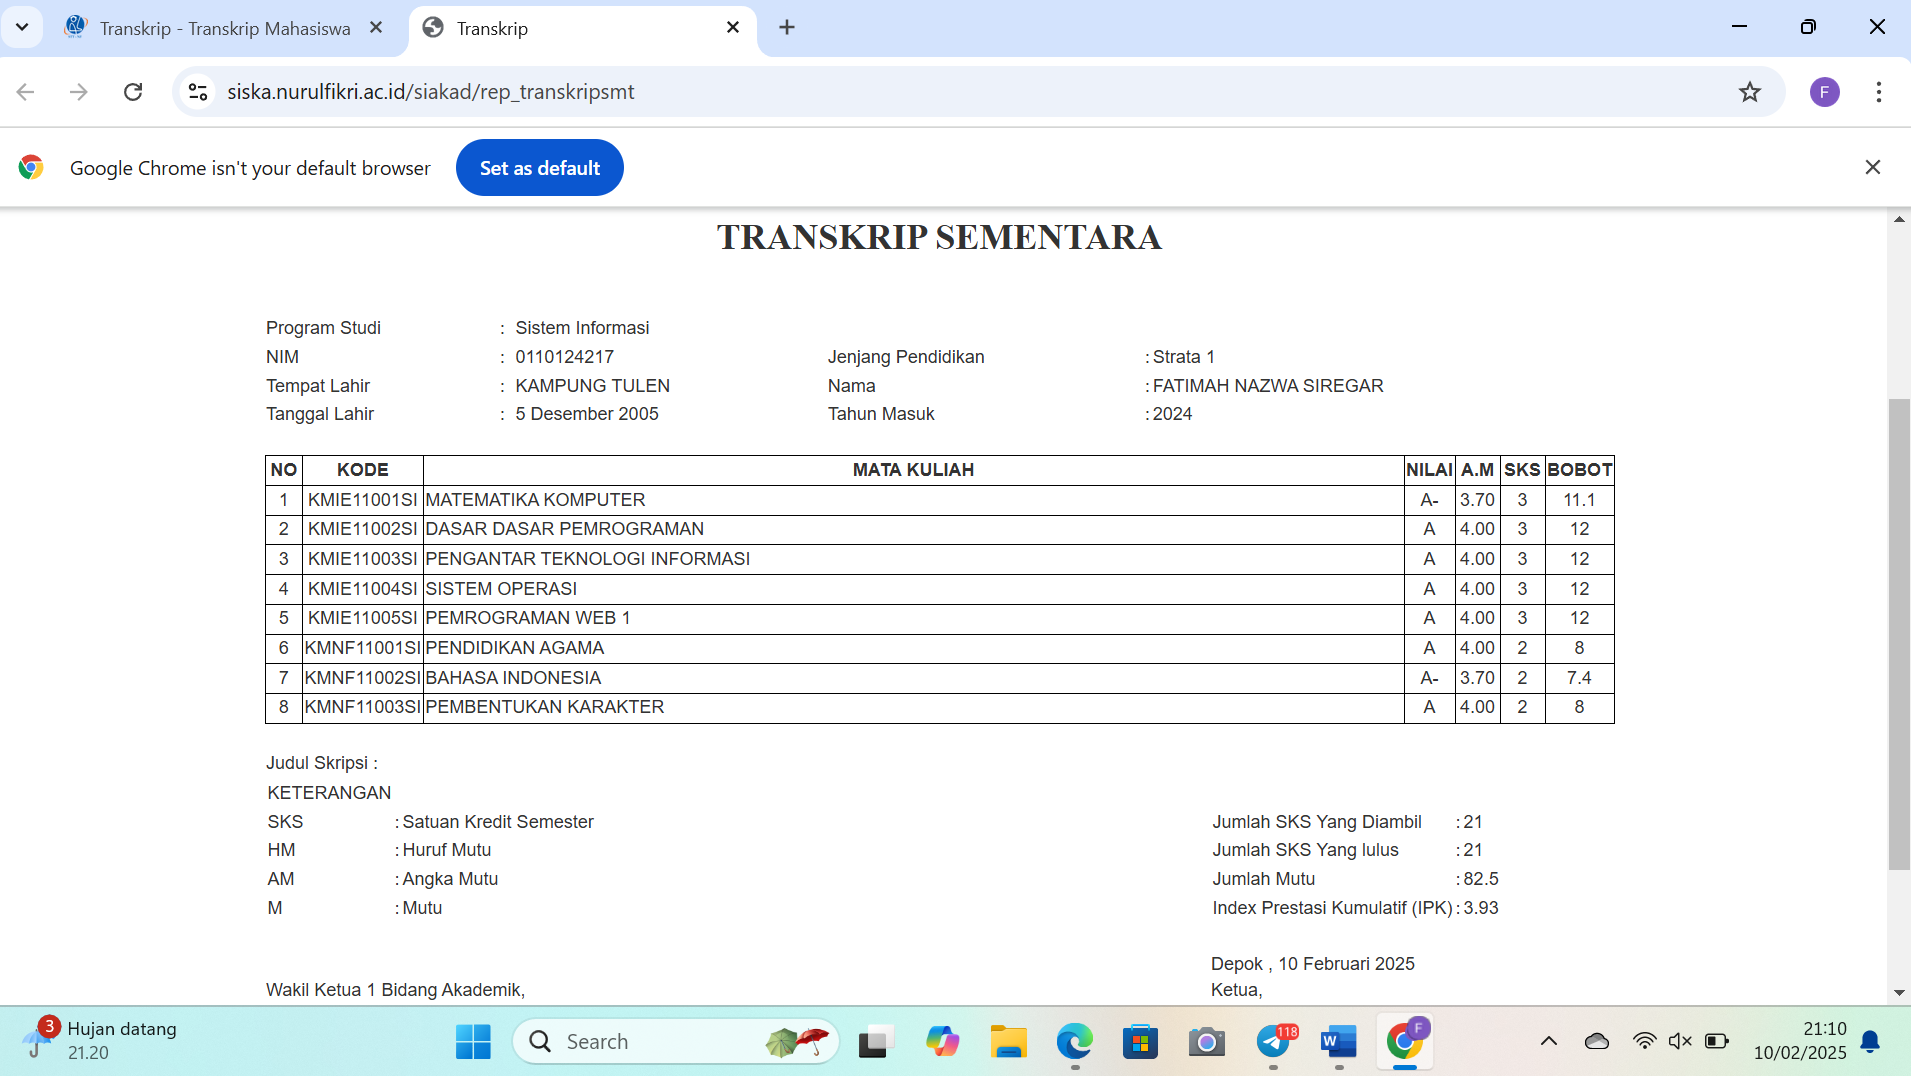 Transkrip - Transkrip Mahasiswa
Transkrip
siska.nurulfikri.ac.id/siakad/rep_transkripsmt
F
Google Chrome isn't your default browser
Set as default
TRANSKRIP SEMENTARA
Program Studi : Sistem Informasi
NIM : 0110124217 Jenjang Pendidikan : Strata 1
Tempat Lahir : KAMPUNG TULEN Nama : FATIMAH NAZWA SIREGAR
Tanggal Lahir : 5 Desember 2005 Tahun Masuk : 2024
NO KODE MATA KULIAH NILAI A.M SKS BOBOT
1 KMIE11001SI MATEMATIKA KOMPUTER A- 3.70 3 11.1
2 KMIE11002SI DASAR DASAR PEMROGRAMAN A 4.00 3 12
3 KMIE11003SI PENGANTAR TEKNOLOGI INFORMASI A 4.00 3 12
4 KMIE11004SI SISTEM OPERASI A 4.00 3 12
5 KMIE11005SI PEMROGRAMAN WEB 1 A 4.00 3 12
6 KMNF11001SI PENDIDIKAN AGAMA A 4.00 2 8
7 KMNF11002SI BAHASA INDONESIA A- 3.70 2 7.4
8 KMNF11003SI PEMBENTUKAN KARAKTER A 4.00 2 8
Judul Skripsi :
KETERANGAN
SKS : Satuan Kredit Semester Jumlah SKS Yang Diambil : 21
HM : Huruf Mutu Jumlah SKS Yang lulus : 21
AM : Angka Mutu Jumlah Mutu : 82.5
M : Mutu Index Prestasi Kumulatif (IPK) : 3.93
Depok , 10 Februari 2025
Wakil Ketua 1 Bidang Akademik, Ketua,
3 Hujan datang
21.20
Search
118
W
F
21:10
10/02/2025